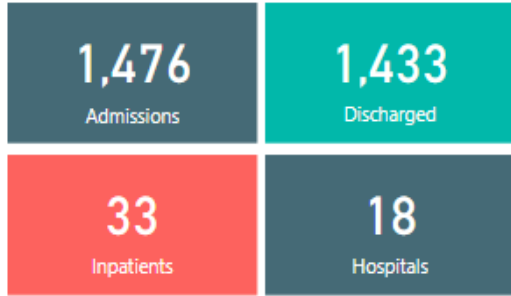 1,476
Admissions
1,433
Discharged
33
Inpatients
18
Hospitals